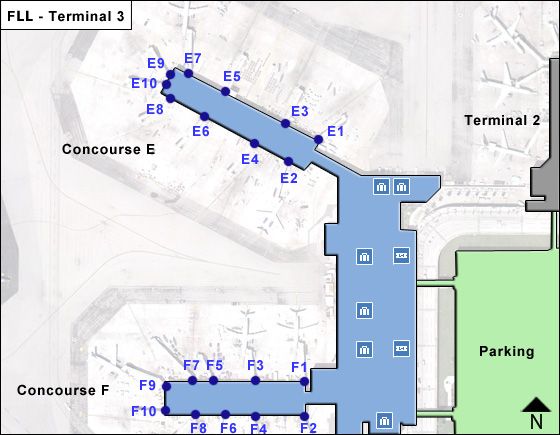 FLL - Terminal 3
E9
E7
E10
E5
E8
E6
E3
E1
Terminal 2
Concourse E
E4
E2
Parking
F7
F5
F3
F1
Concourse F
F9
F10
F8
F6
F4
F2
N